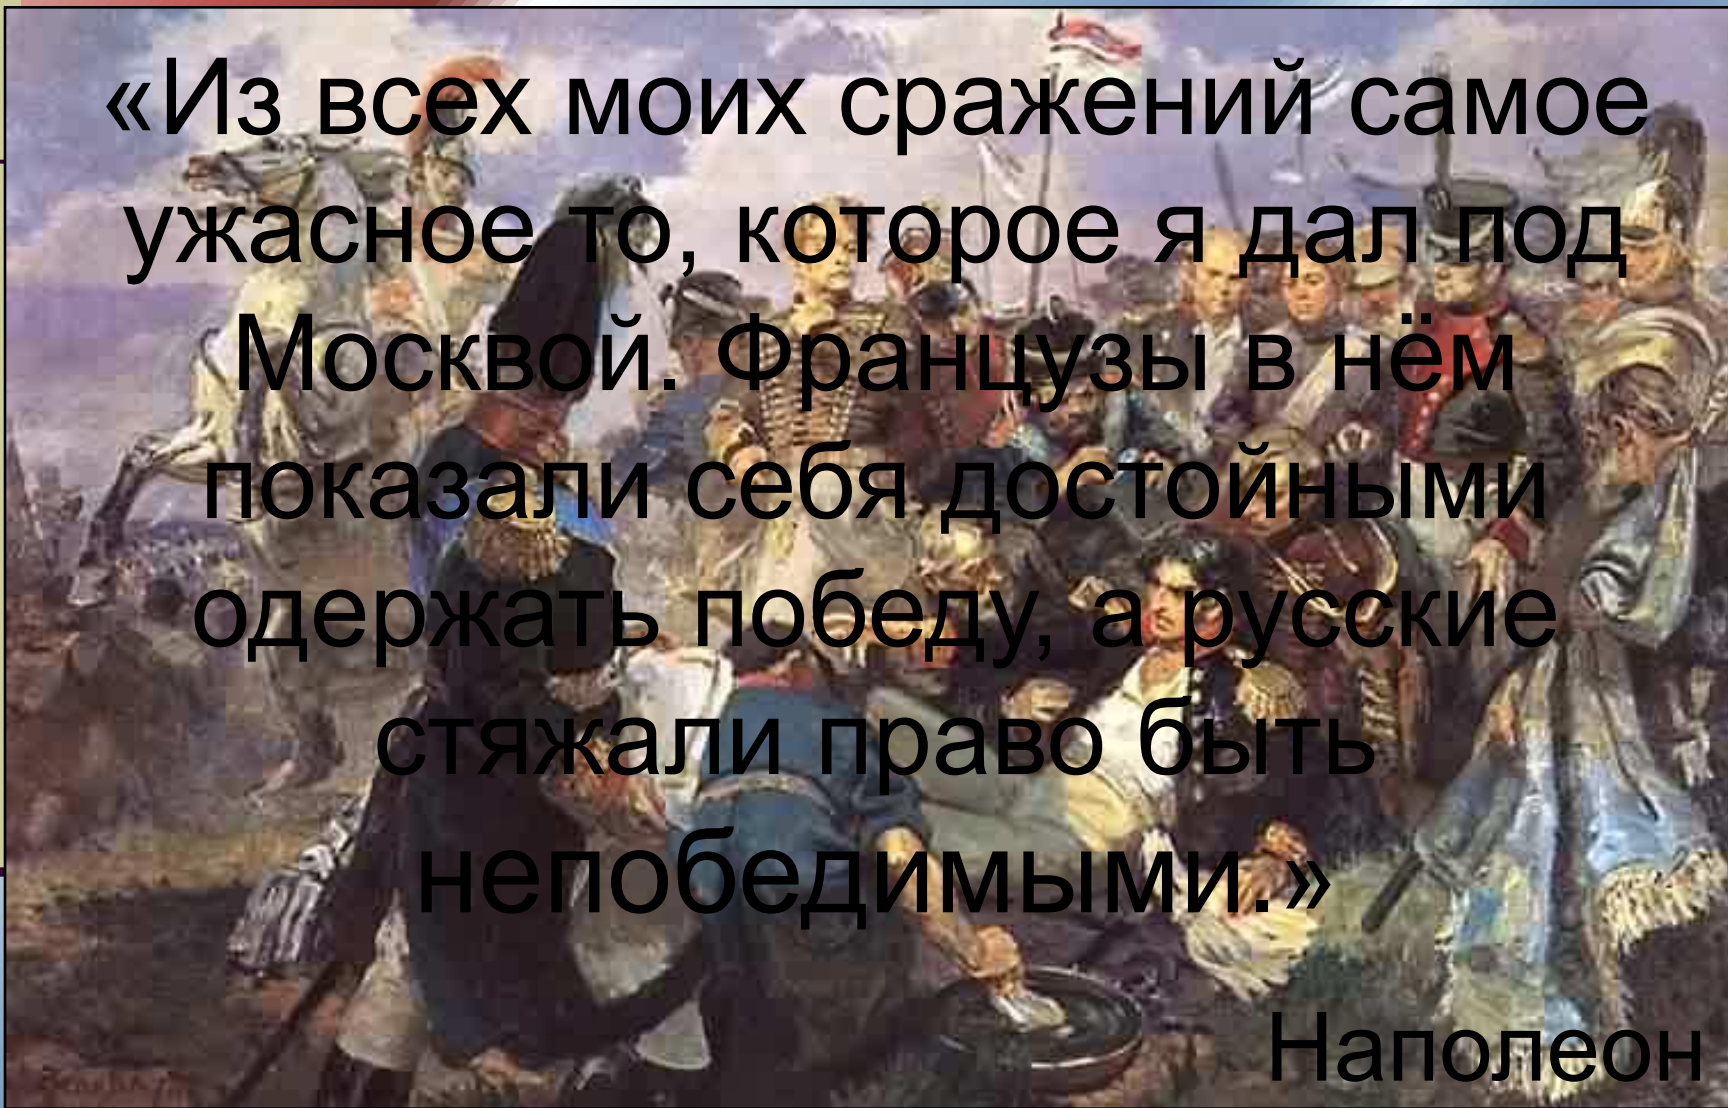 «Из всех моих сражений самое
ужасное то, которое я дал под
Москвой. Французы в нём
показали себя достойными
одержать победу, а русские
стяжали право быть
непобедимыми.»
Наполеон